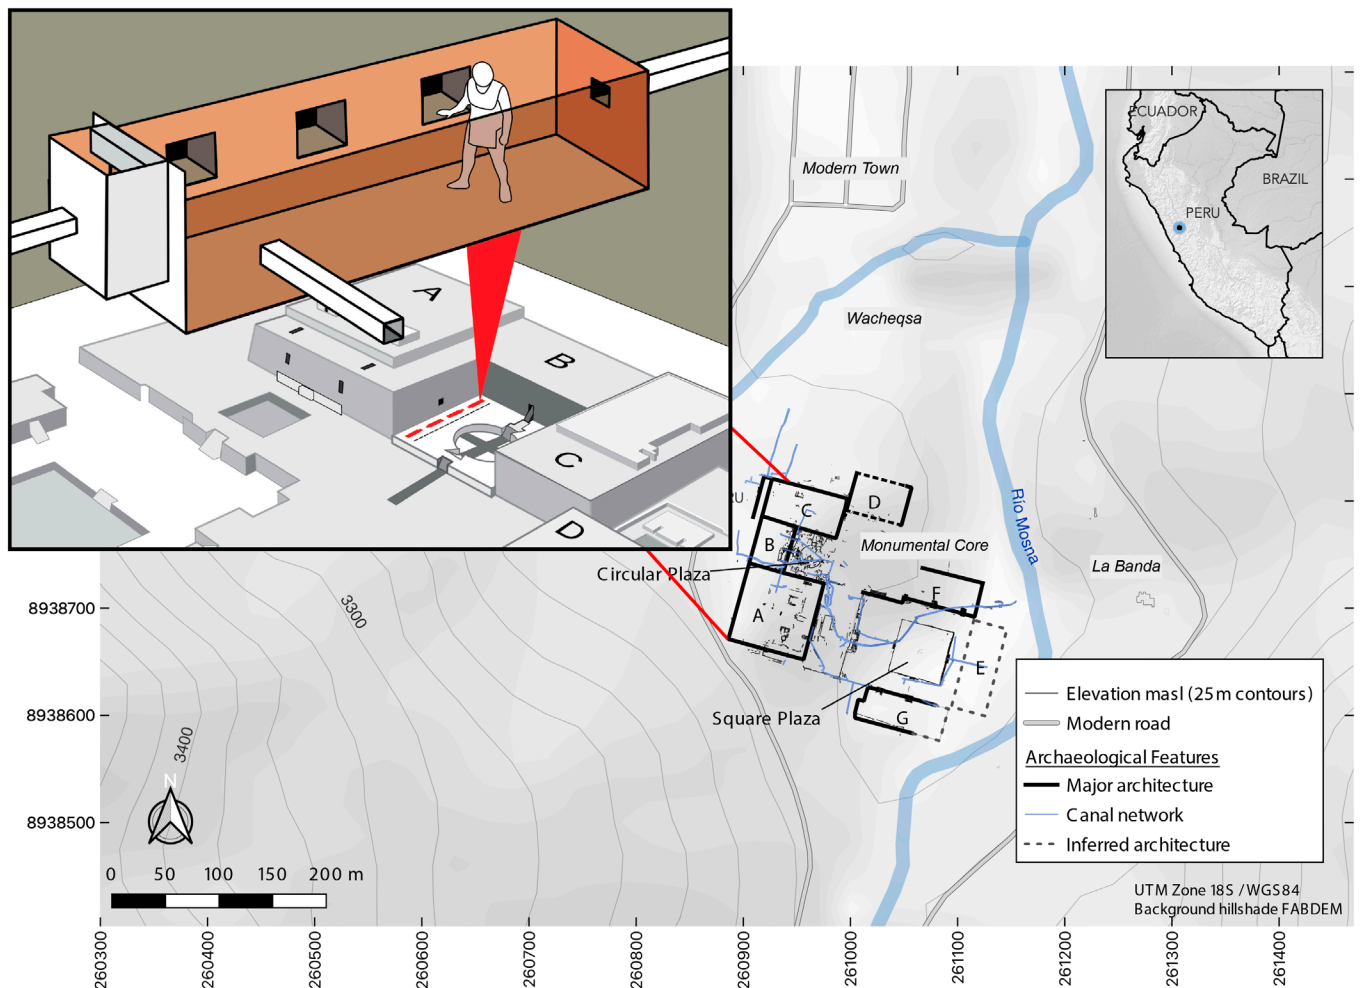 A
B
C
D
ECUADOR
BRAZIL
PERU
Modern Town
Wacheqsa
RU
C
D
B
Monumental Core
Circular Plaza
Río Mosna
La Banda
F
A
E
G
Square Plaza
3300
3400
N
0 50 100 150 200 m
8938700
8938600
8938500
Elevation masl (25m contours)
Modern road
Archaeological Features
Major architecture
Canal network
Inferred architecture
UTM Zone 18S / WGS84
Background hillshade FABDEM
260300
260400
260500
260600
260700
260800
260900
261000
261100
261200
261300
261400